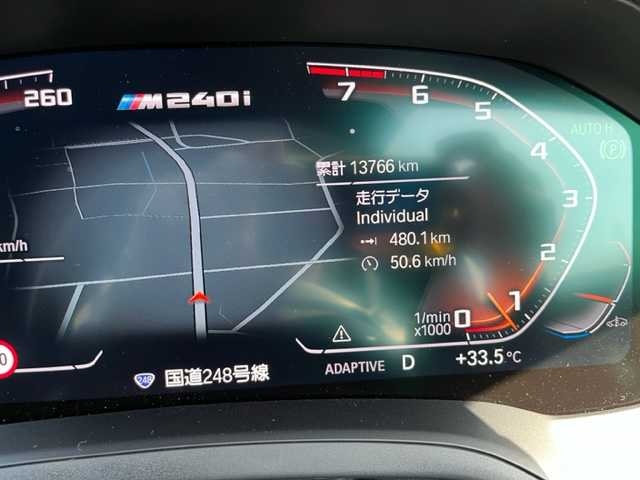 260
M240i
7
6
5
4
3
2
1
0
AUTO H
P
累計 13766 km
走行データ
Individual
480.1 km
50.6 km/h
km/h
1/min
x1000
0
248
国道248号線
ADAPTIVE D +33.5 °C